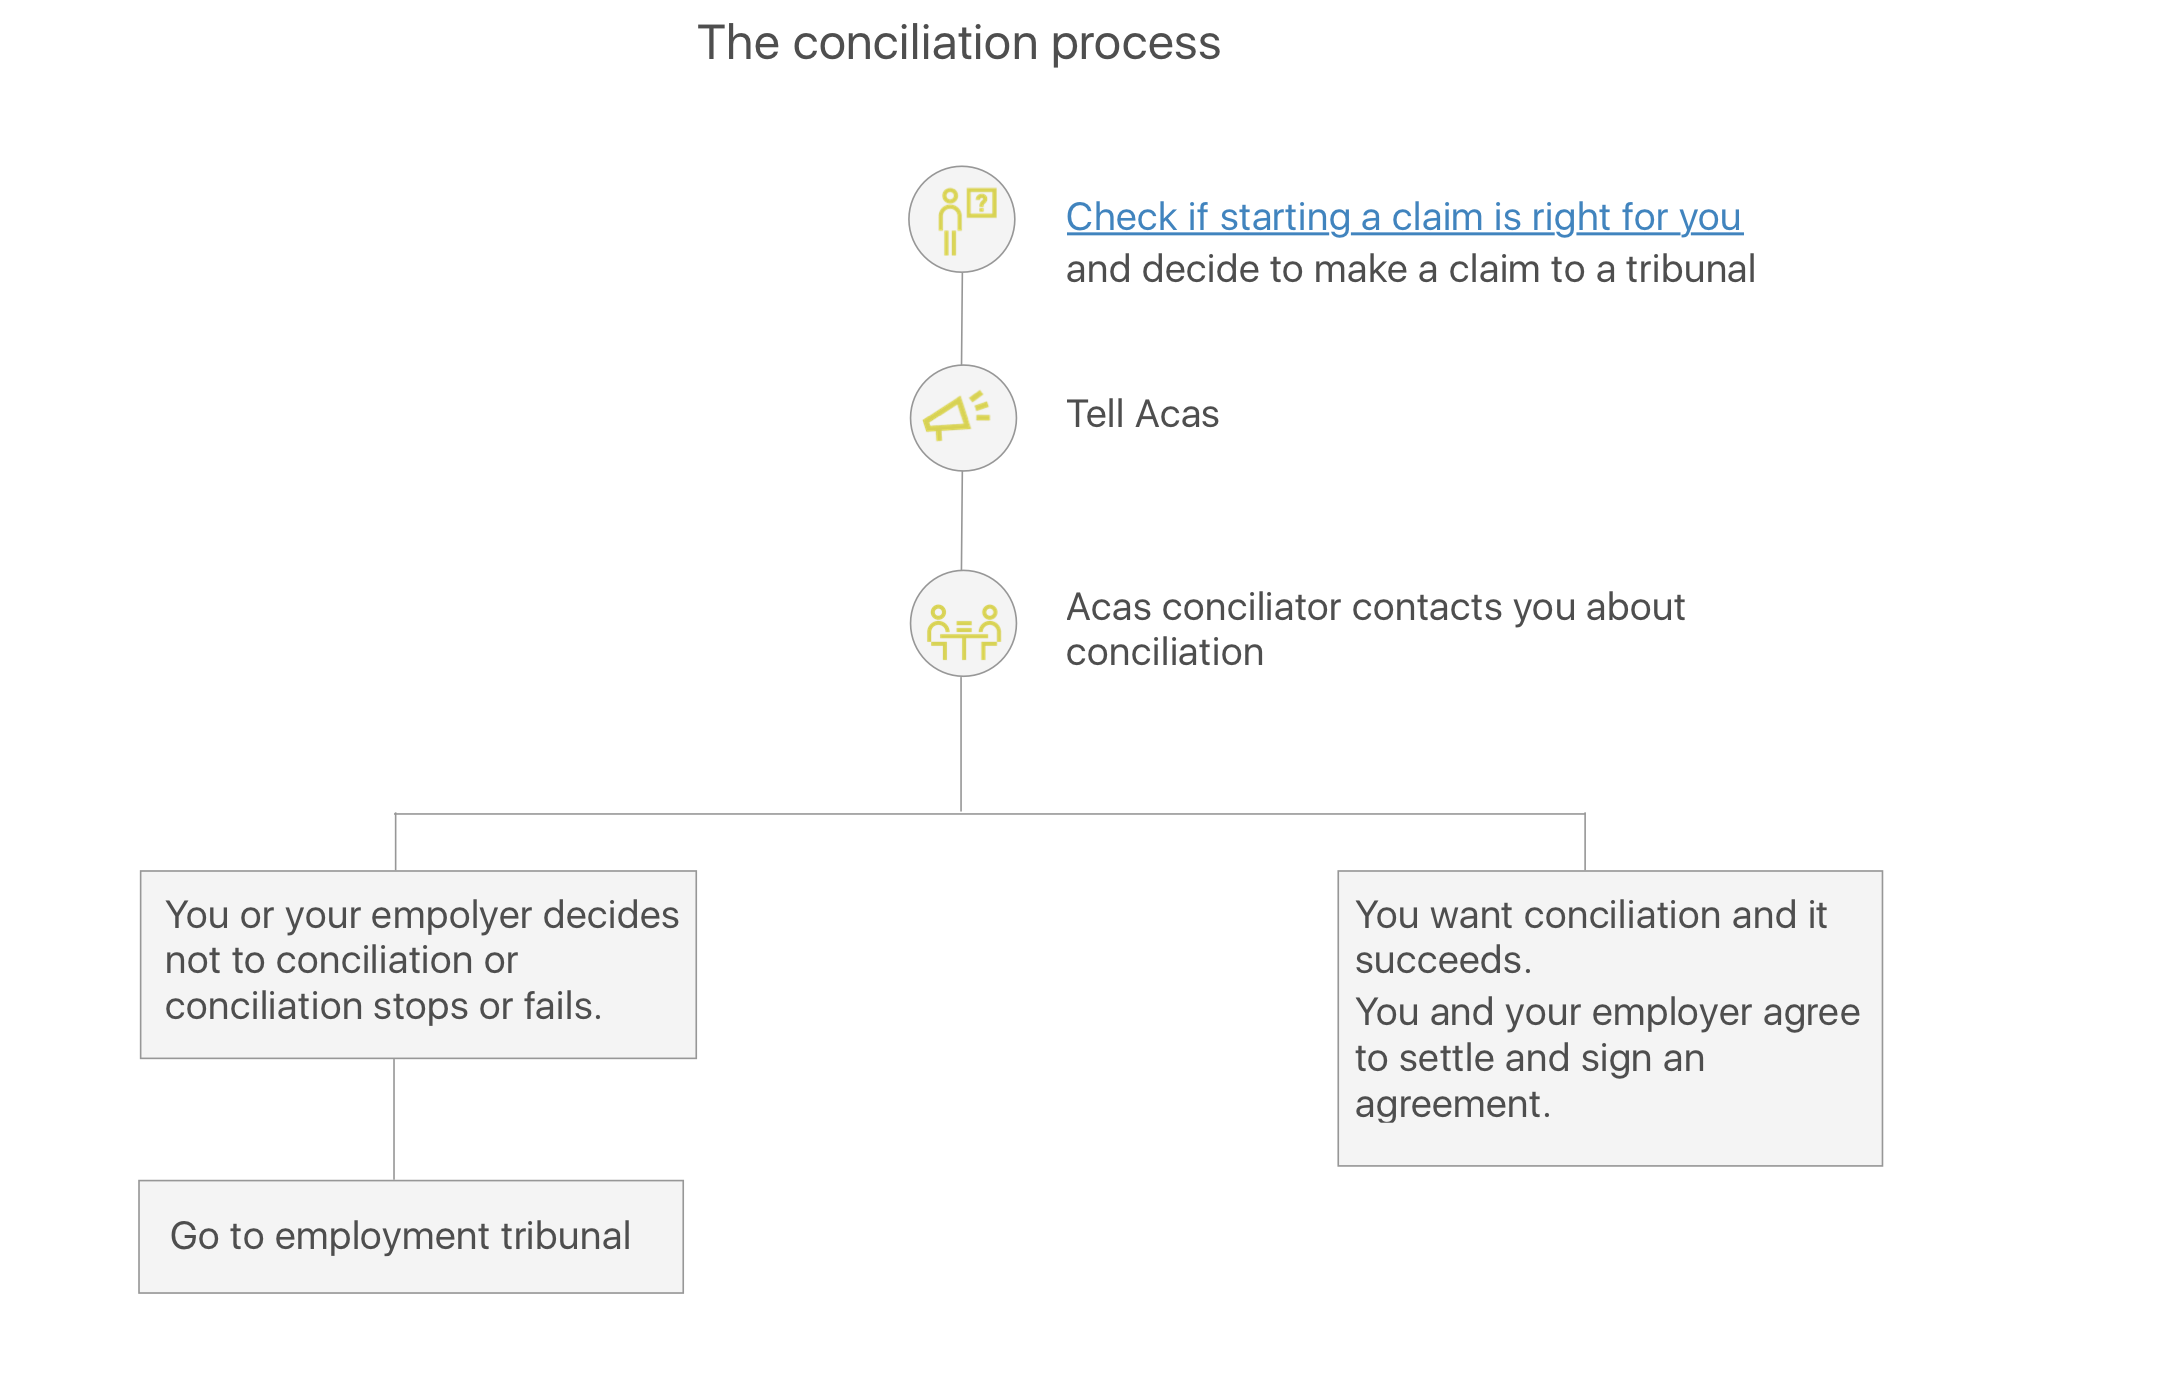 The conciliation process
?
Check if starting a claim is right for you
and decide to make a claim to a tribunal
Tell Acas
Acas conciliator contacts you about
conciliation
You or your empolyer decides
not to conciliation or
conciliation stops or fails.
You want conciliation and it
succeeds.
You and your employer agree
to settle and sign an
agreement.
Go to employment tribunal